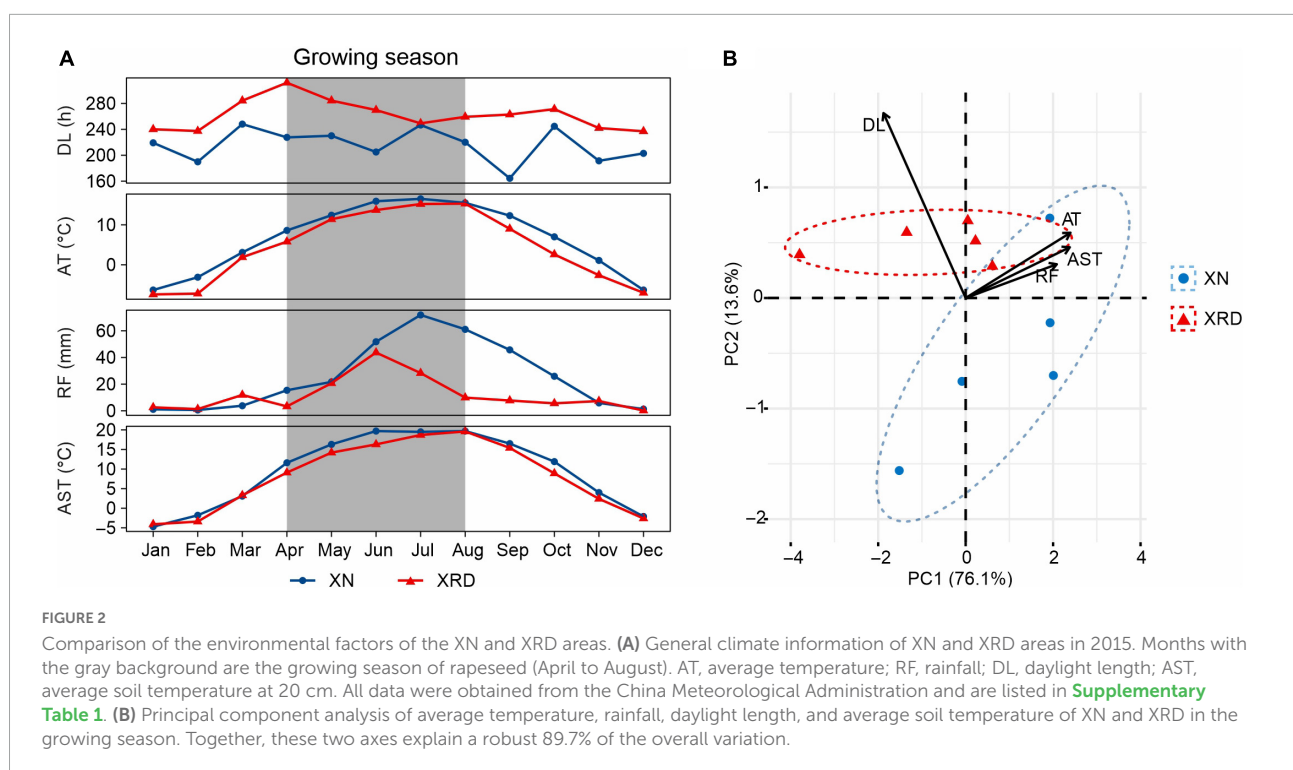 A
Growing season
DL (h)
280
240
200
160
AT (°C)
10
0
RF (mm)
60
40
20
0
AST (°C)
20
15
10
5
0
−5
Jan Feb Mar Apr May Jun Jul Aug Sep Oct Nov Dec
XN XRD
B
DL
AT
AST
RF
PC2 (13.6%)
1
0
−1
−2
−4 −2 0 2 4
PC1 (76.1%)
XN
XRD
FIGURE 2
Comparison of the environmental factors of the XN and XRD areas. (A) General climate information of XN and XRD areas in 2015. Months with
the gray background are the growing season of rapeseed (April to August). AT, average temperature; RF, rainfall; DL, daylight length; AST,
average soil temperature at 20 cm. All data were obtained from the China Meteorological Administration and are listed in Supplementary
Table 1. (B) Principal component analysis of average temperature, rainfall, daylight length, and average soil temperature of XN and XRD in the
growing season. Together, these two axes explain a robust 89.7% of the overall variation.